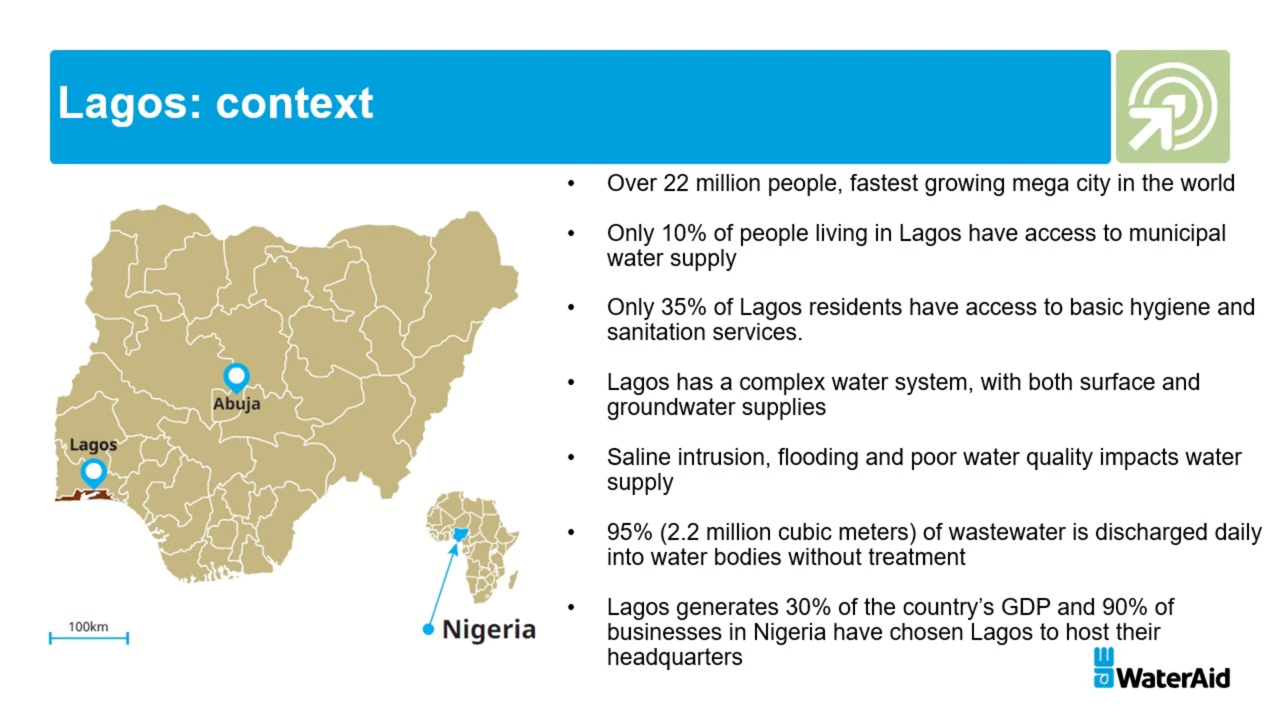 Lagos: context
• Over 22 million people, fastest growing mega city in the world
• Only 10% of people living in Lagos have access to municipal
water supply
• Only 35% of Lagos residents have access to basic hygiene and
sanitation services.
• Lagos has a complex water system, with both surface and
groundwater supplies
• Saline intrusion, flooding and poor water quality impacts water
supply
• 95% (2.2 million cubic meters) of wastewater is discharged daily
into water bodies without treatment
• Lagos generates 30% of the country’s GDP and 90% of
businesses in Nigeria have chosen Lagos to host their
headquarters
Abuja
Lagos
100km
Nigeria
WaterAid